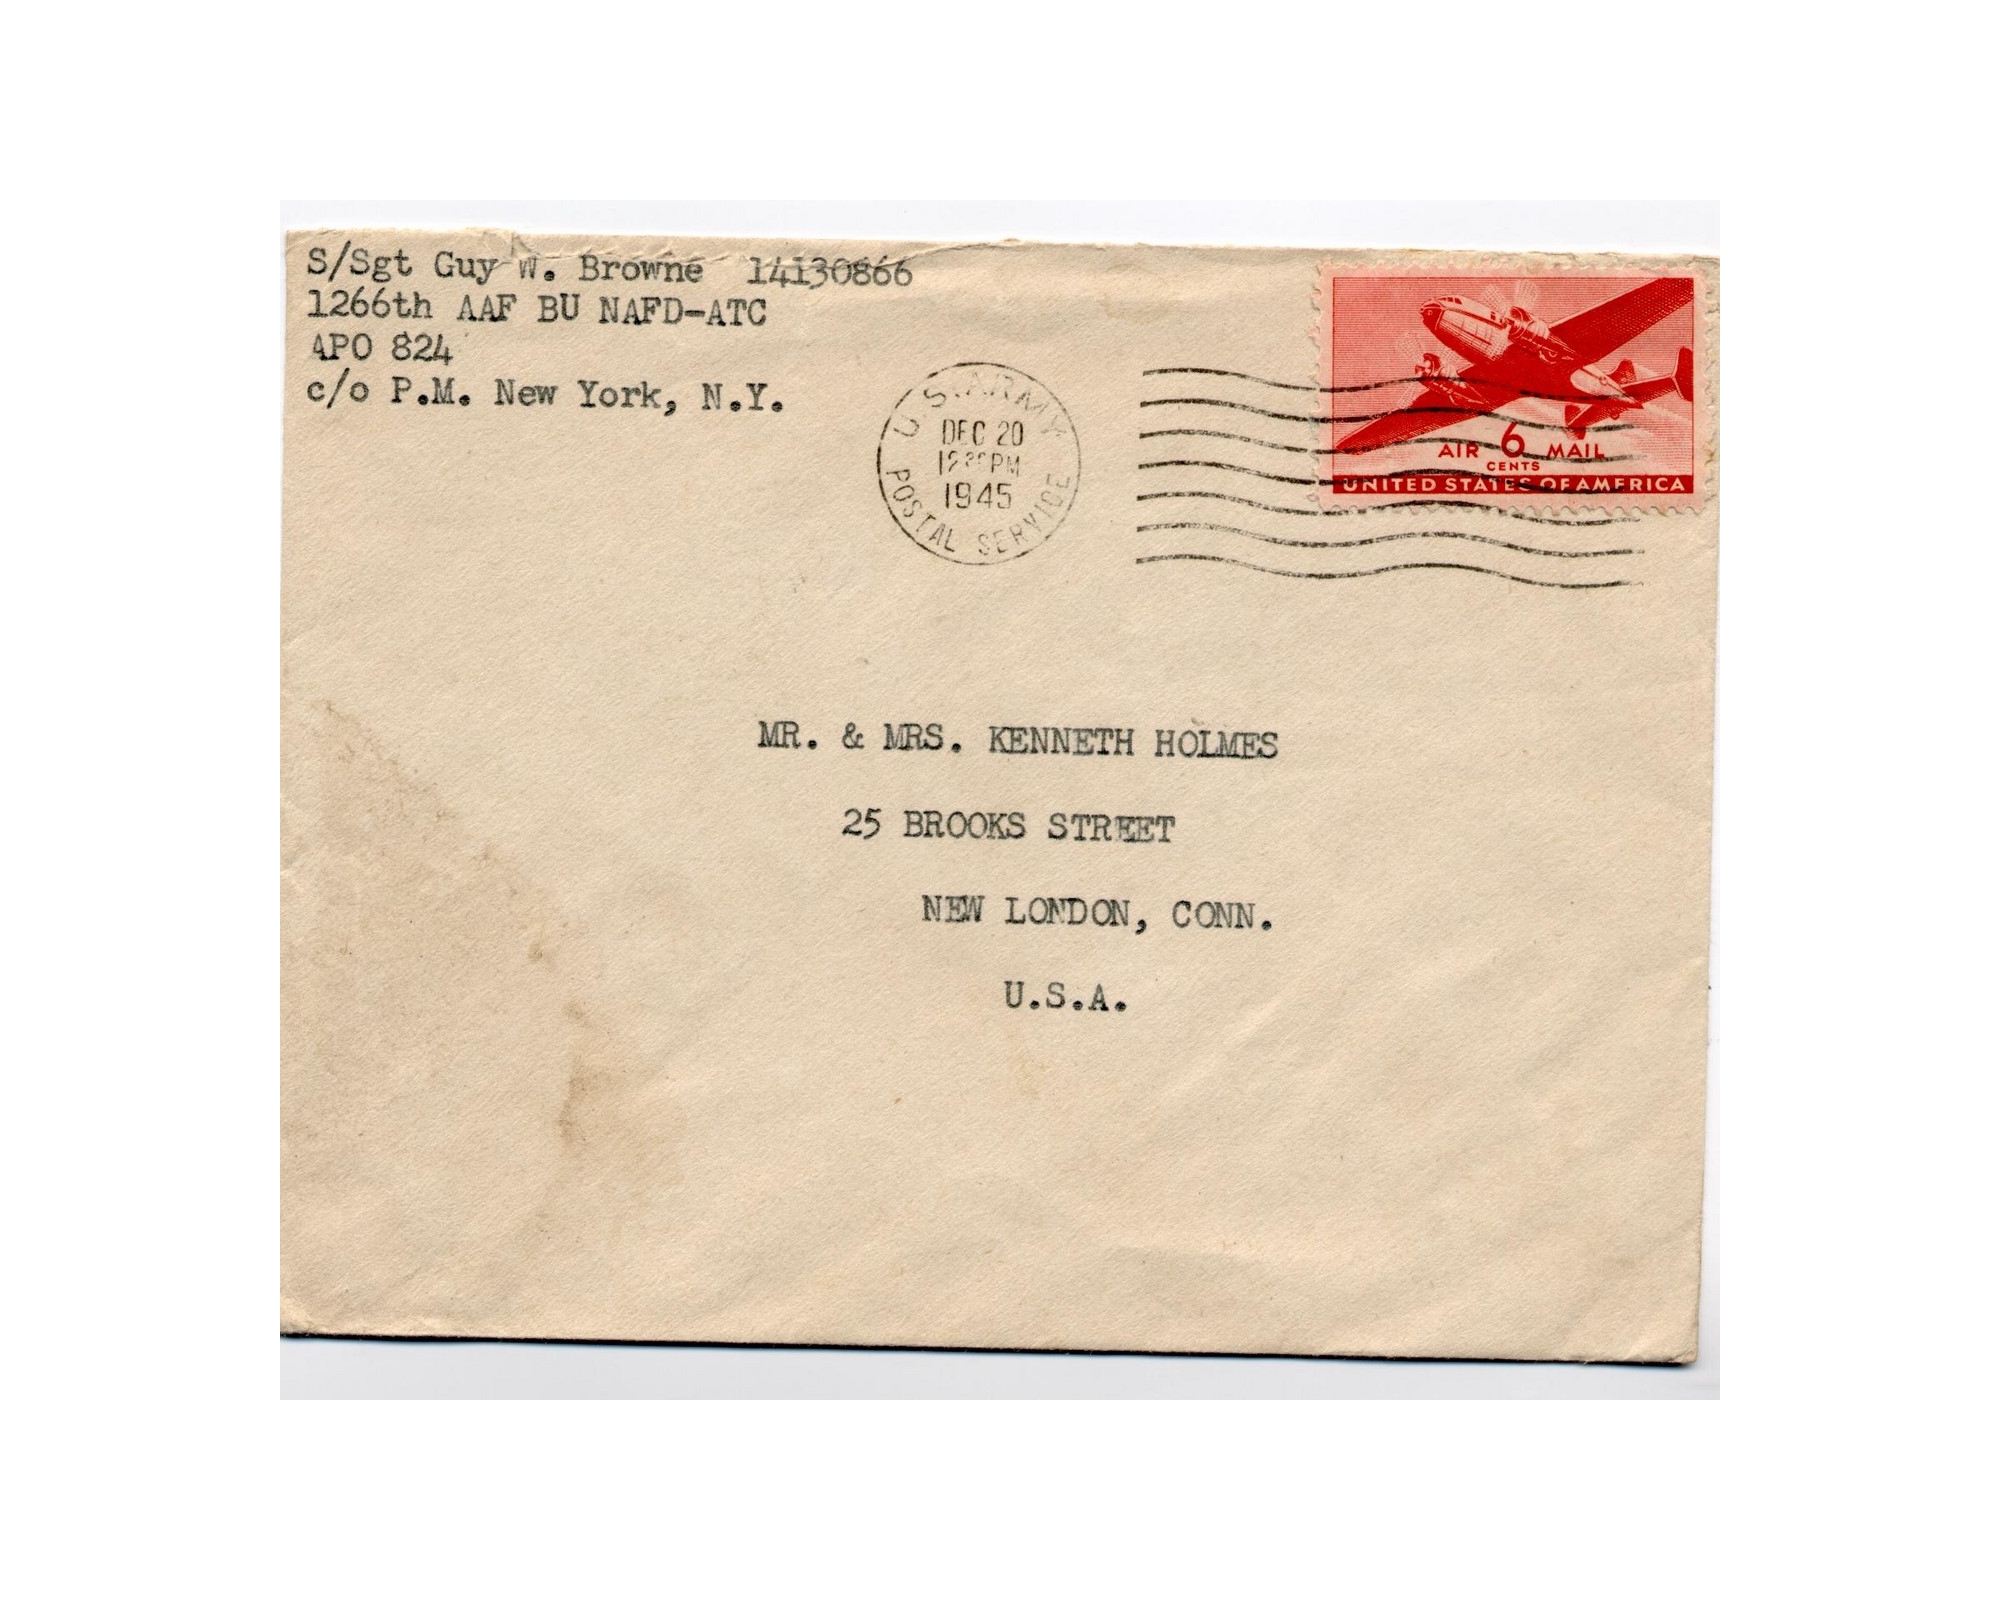 S/Sgt Guy W. Browne 14130866
1266th AAF BU NAFD-ATC
APO 824
c/o P.M. New York, N.Y.
U.S. ARMY
DEC 20
PM
1945
POSTAL SERVICE
AIR 6 MAIL
CENTS
UNITED STATES OF AMERICA
MR. & MRS. KENNETH HOLMES
25 BROOKS STREET
NEW LONDON, CONN.
U.S.A.